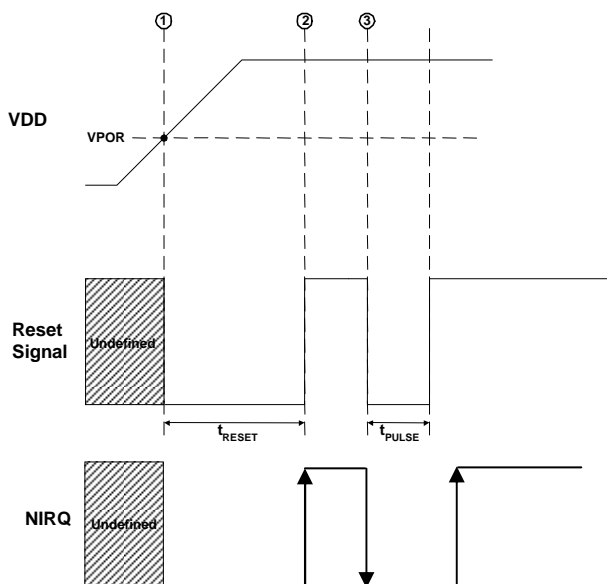 1 2 3
VDD
VPOR
Reset
Signal
Undefined
tRESET
tPULSE
NIRQ
Undefined